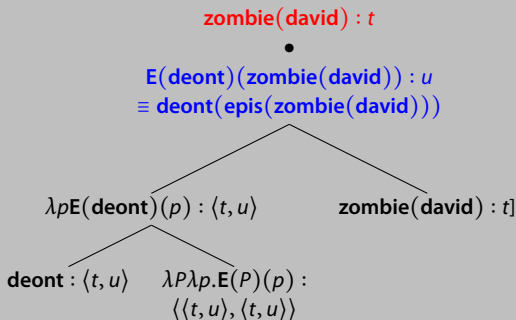 zombie(david) : t
•
E(deont)(zombie(david)) : u
≡ deont(epis(zombie(david)))
λpE(deont)(p) : ⟨t, u⟩ zombie(david) : t]
deont : ⟨t, u⟩ λPλp.E(P)(p) :
⟨⟨t, u⟩, ⟨t, u⟩⟩